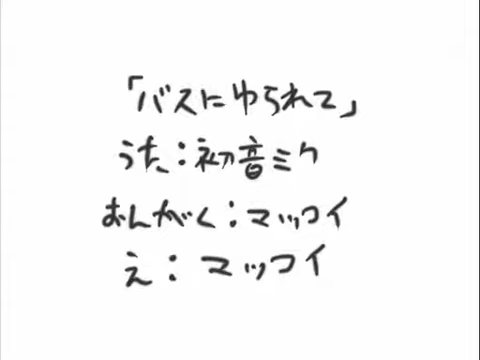 「バスにゆられて」
うた:初音ミク
おんがく:マッコイ
え:マッコイ